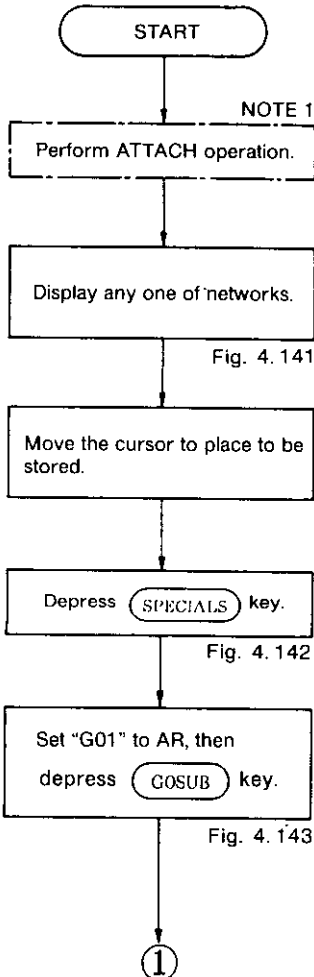 START
NOTE 1
Perform ATTACH operation.
Display any one of networks.
Fig. 4.141
Move the cursor to place to be
stored.
Depress SPECIALS key.
Fig. 4.142
Set "G01" to AR, then
depress GOSUB key.
Fig. 4.143
1